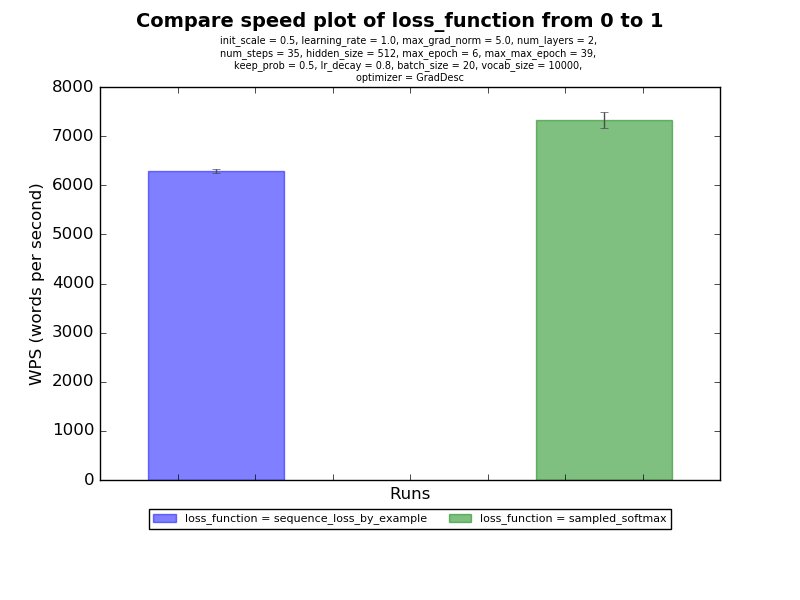 Compare speed plot of loss_function from 0 to 1
init_scale = 0.5, learning_rate = 1.0, max_grad_norm = 5.0, num_layers = 2,
num_steps = 35, hidden_size = 512, max_epoch = 6, max_max_epoch = 39,
keep_prob = 0.5, lr_decay = 0.8, batch_size = 20, vocab_size = 10000,
optimizer = GradDesc
8000
7000
6000
5000
4000
3000
2000
1000
0
WPS (words per second)
Runs
loss_function = sequence_loss_by_example
loss_function = sampled_softmax